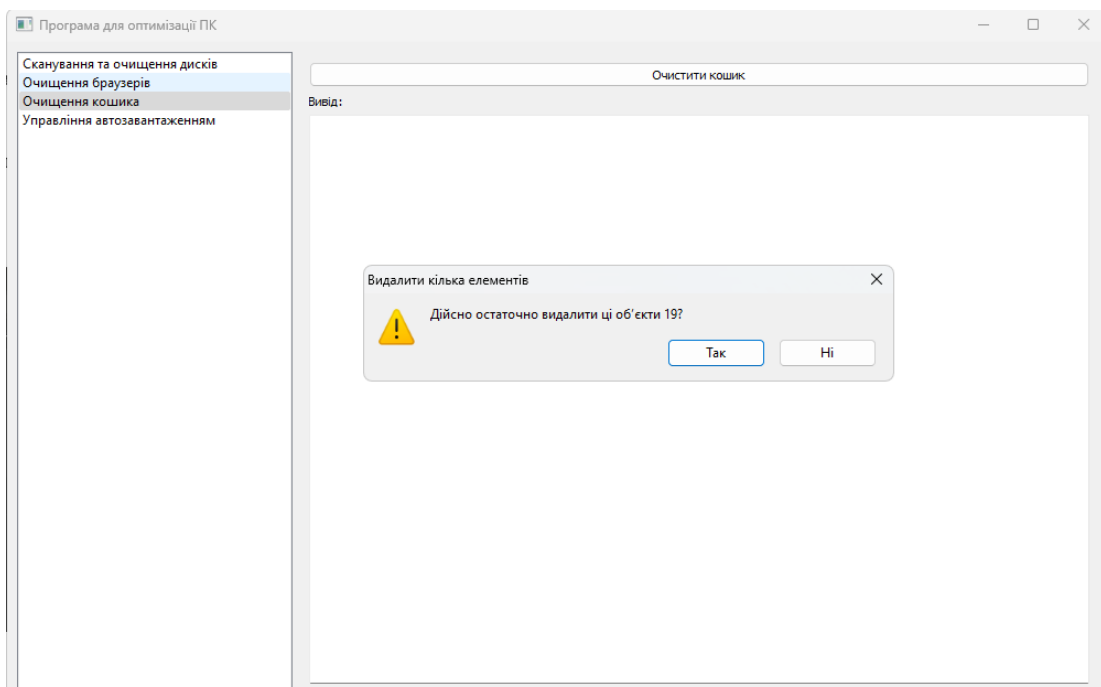 Програма для оптимізації ПК
Сканування та очищення дисків
Очищення браузерів
Очищення кошика
Управління автозавантаженням
Очистити кошик
Вивід:
Видалити кілька елементів
Дійсно остаточно видалити ці об'єкти 19?
Так
Ні